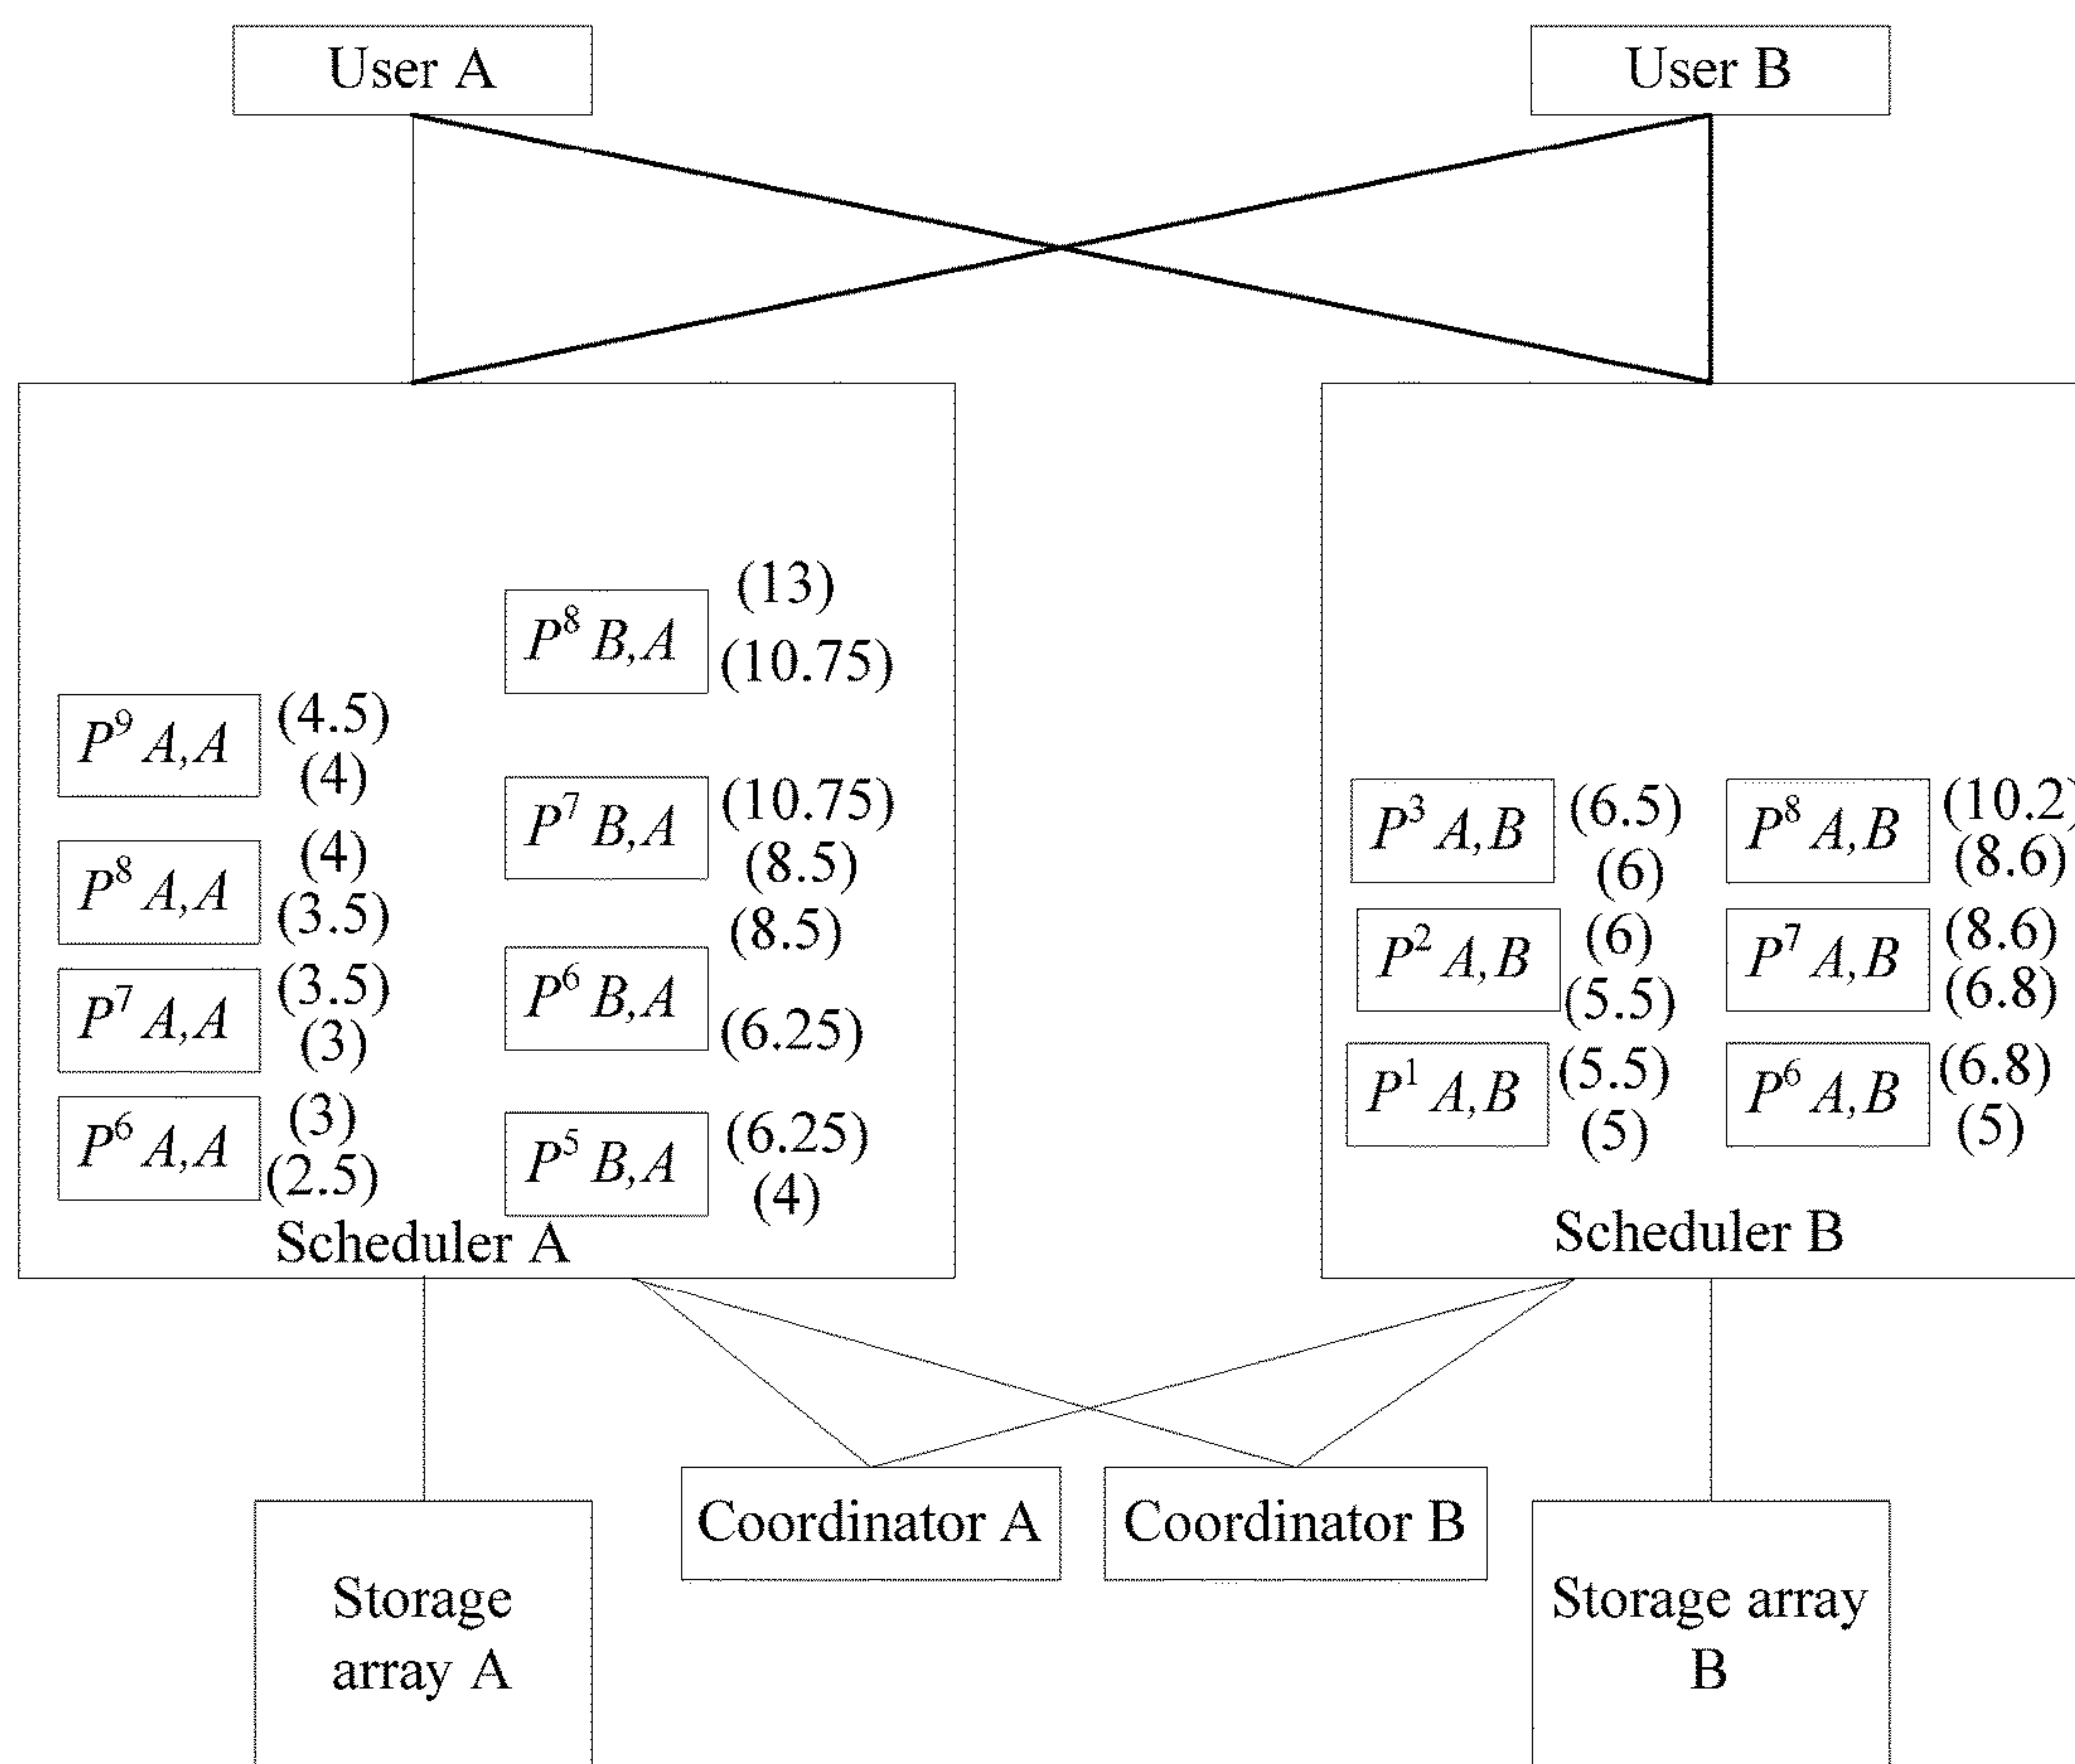 User A
User B
(13)
P⁸ B,A
(10.75)
P⁹ A,A
(4.5)
(4)
P⁷ B,A
(10.75)
(8.5)
P⁸ A,A
(4)
(3.5)
P⁶ B,A
(8.5)
(6.25)
P⁷ A,A
(3.5)
(3)
P⁶ A,A
(3)
(2.5)
P⁵ B,A
(6.25)
(4)
Scheduler A
P³ A,B
(6.5)
(6)
P⁸ A,B
(10.2)
(8.6)
P² A,B
(6)
(5.5)
P⁷ A,B
(8.6)
(6.8)
P¹ A,B
(5.5)
(5)
P⁶ A,B
(6.8)
(5)
Scheduler B
Coordinator A
Coordinator B
Storage
array A
Storage array
B